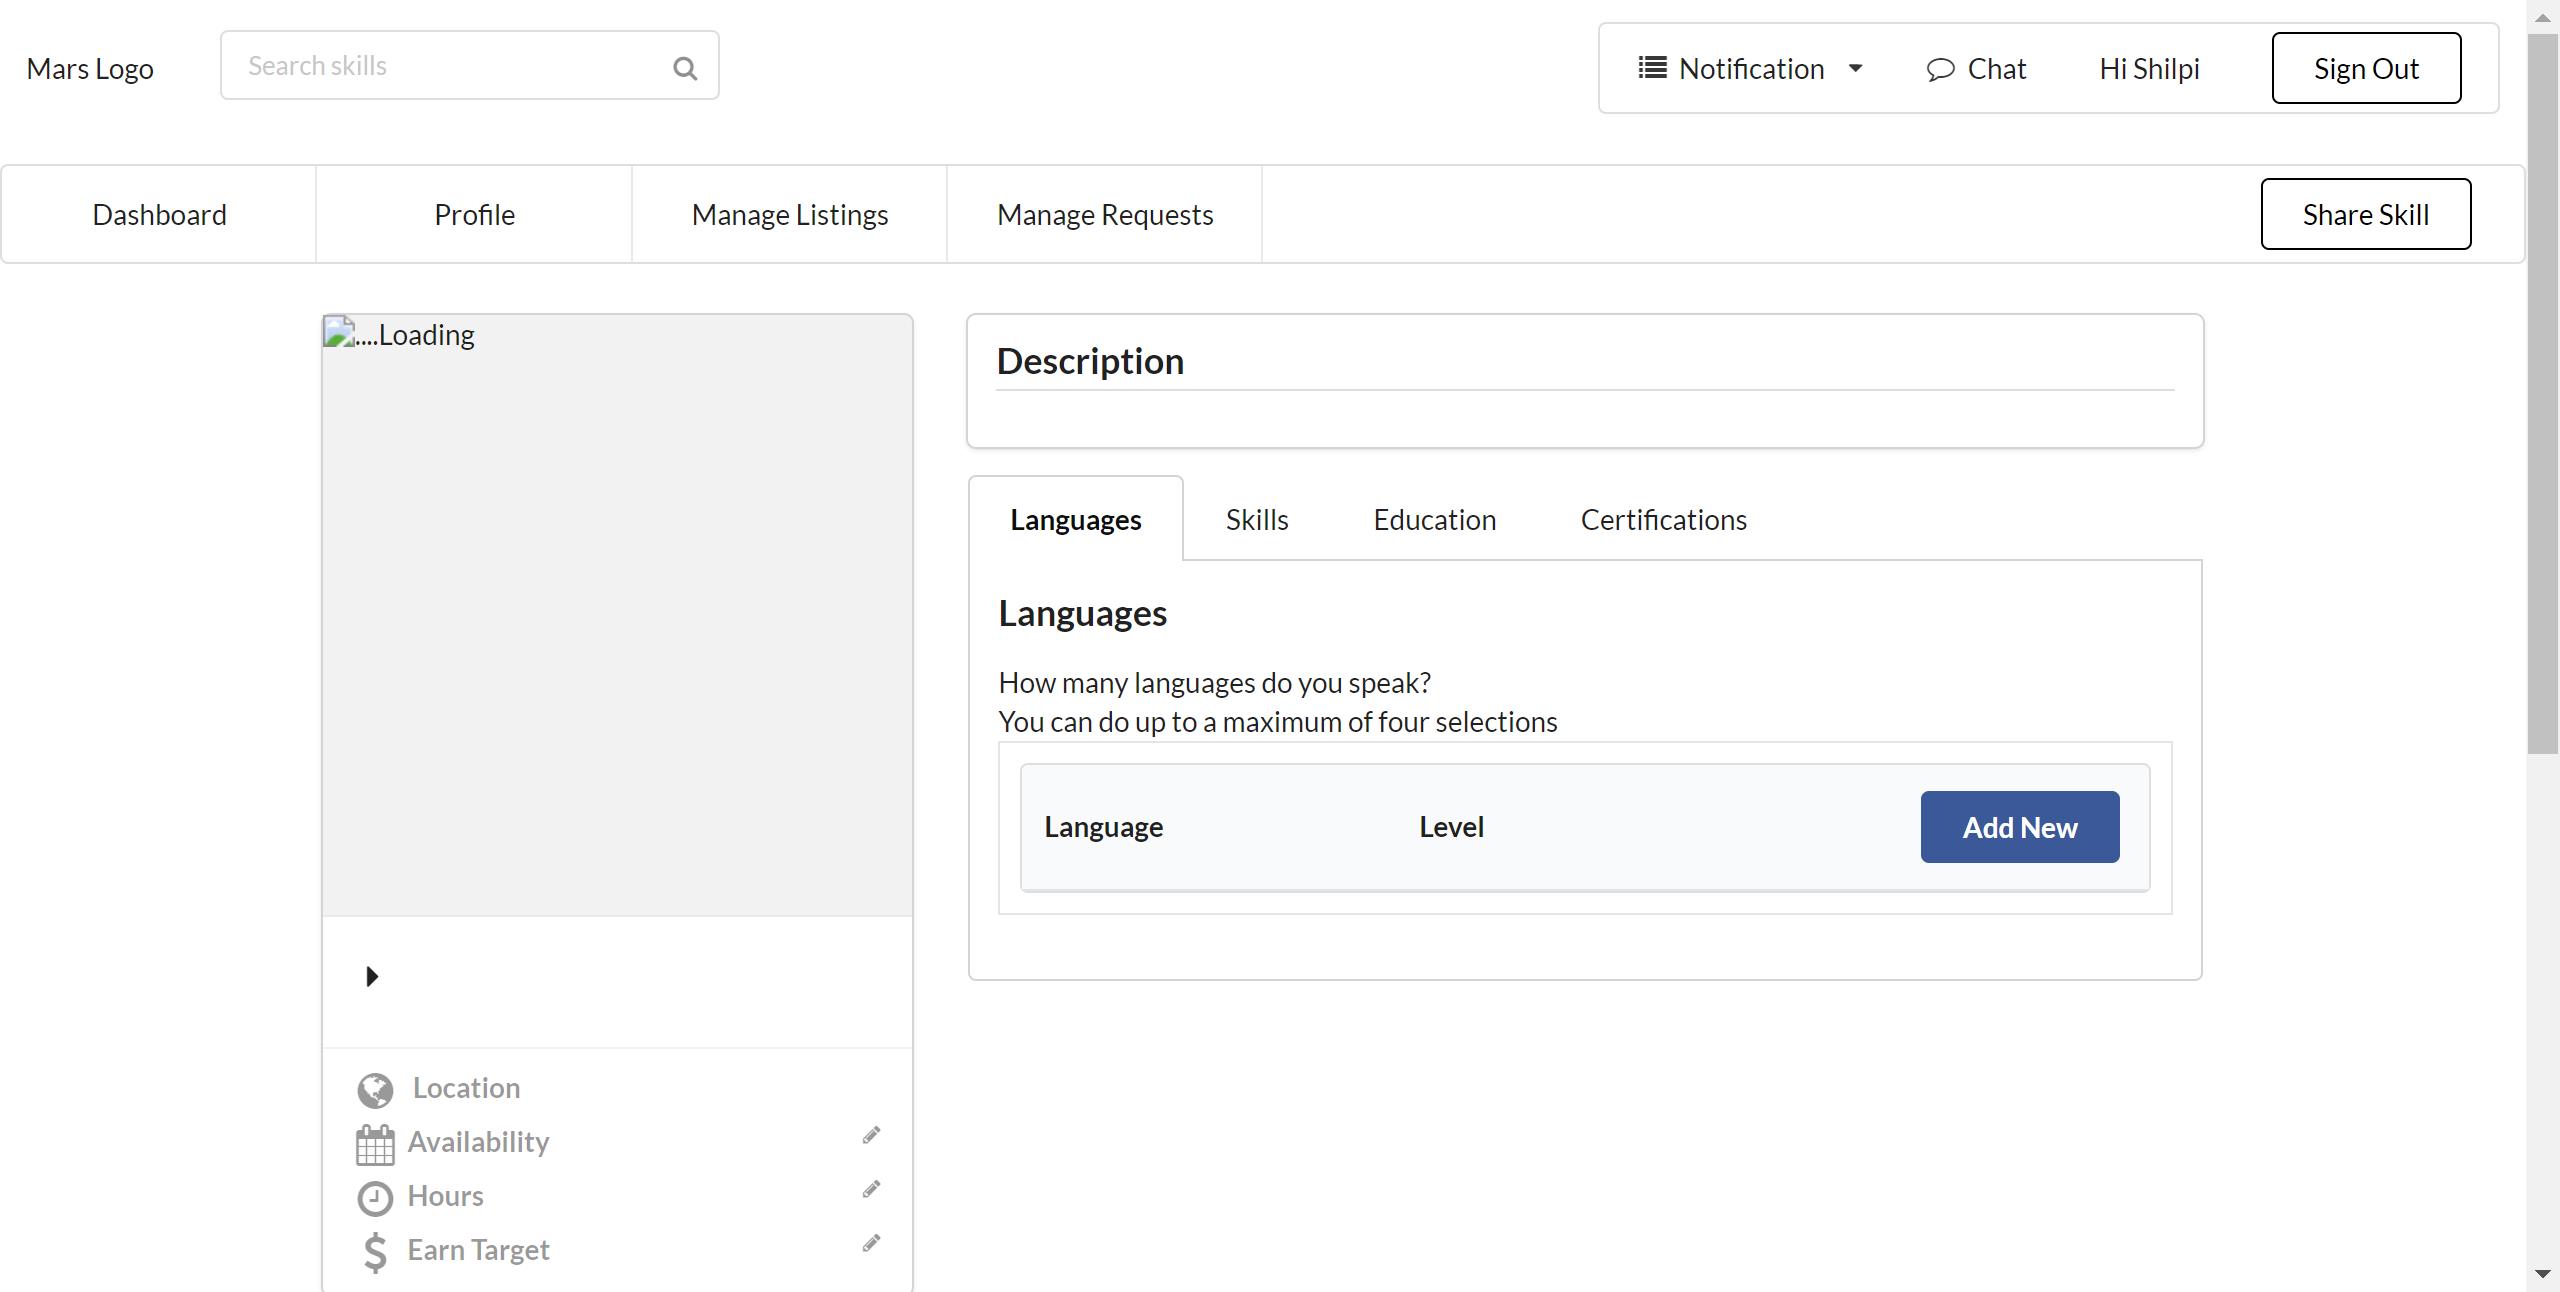 Mars Logo
Search skills
Notification
Chat
Hi Shilpi
Sign Out
Dashboard
Profile
Manage Listings
Manage Requests
Share Skill
....Loading
Location
Availability
Hours
Earn Target
Description
Languages
Skills
Education
Certifications
Languages
How many languages do you speak?
You can do up to a maximum of four selections
Language
Level
Add New